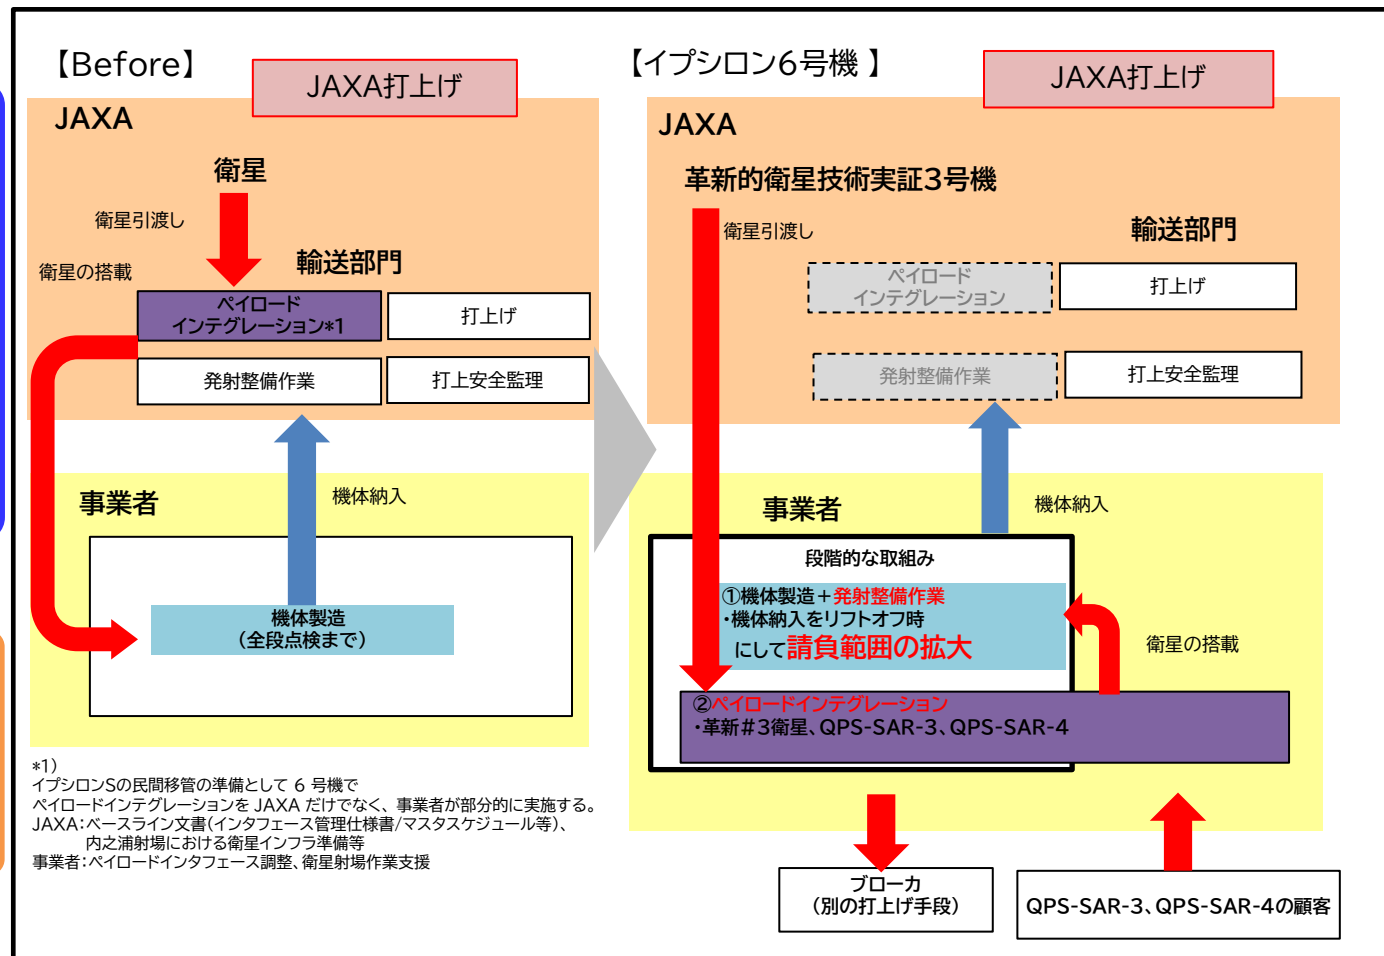 【Before】
JAXA打上げ
JAXA
衛星
衛星引渡し
衛星の搭載
輸送部門
ペイロード
インテグレーション*1
打上げ
発射整備作業
打上安全監理
事業者
機体納入
機体製造
(全段点検まで)
*1)
イプシロンSの民間移管の準備として 6 号機で
ペイロードインテグレーションを JAXA だけでなく、事業者が部分的に実施する。
JAXA:ベースライン文書(インタフェース管理仕様書/マスタスケジュール等)、
内之浦射場における衛星インフラ準備等
事業者:ペイロードインタフェース調整、衛星射場作業支援
【イプシロン6号機 】
JAXA打上げ
JAXA
革新的衛星技術実証3号機
衛星引渡し
輸送部門
ペイロード
インテグレーション
打上げ
発射整備作業
打上安全監理
事業者
機体納入
段階的な取組み
①機体製造+発射整備作業
・機体納入をリフトオフ時
にして請負範囲の拡大
衛星の搭載
②ペイロードインテグレーション
・革新#3衛星、QPS-SAR-3、QPS-SAR-4
ブローカ
(別の打上げ手段)
QPS-SAR-3、QPS-SAR-4の顧客